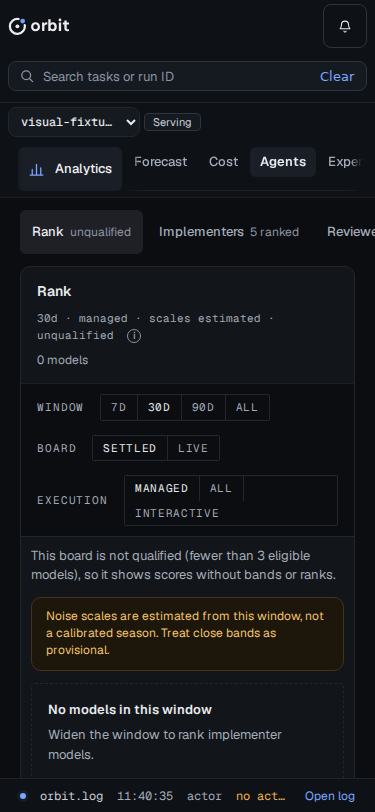 orbit
Search tasks or run ID Clear
visual-fixtu… Serving
Analytics Forecast Cost Agents Exper
Rank unqualified Implementers 5 ranked Reviewe
Rank
30d · managed · scales estimated ·
unqualified
0 models
WINDOW 7D 30D 90D ALL
BOARD SETTLED LIVE
EXECUTION MANAGED ALL
INTERACTIVE
This board is not qualified (fewer than 3 eligible
models), so it shows scores without bands or ranks.
Noise scales are estimated from this window, not
a calibrated season. Treat close bands as
provisional.
No models in this window
Widen the window to rank implementer
models.
orbit.log 11:40:35 actor no act… Open log